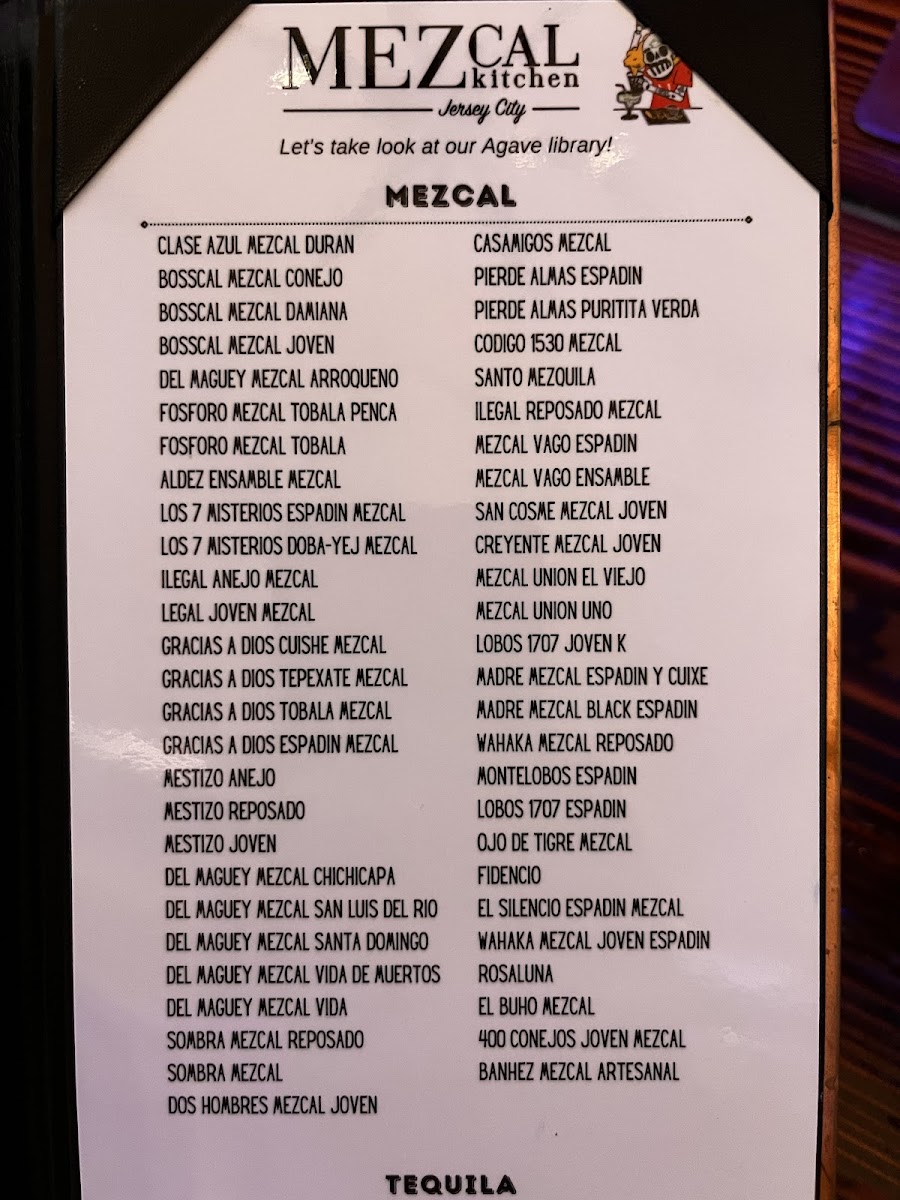 MEZCAL
kitchen
Jersey City
Let's take look at our Agave library!
MEZCAL
CLASE AZUL MEZCAL DURAN
BOSSCAL MEZCAL CONEJO
BOSSCAL MEZCAL DAMIANA
BOSSCAL MEZCAL JOVEN
DEL MAGUEY MEZCAL ARROQUENO
FOSFORO MEZCAL TOBALA PENCA
FOSFORO MEZCAL TOBALA
ALDEZ ENSAMBLE MEZCAL
LOS 7 MISTERIOS ESPADIN MEZCAL
LOS 7 MISTERIOS DOBA-YEJ MEZCAL
ILEGAL ANEJO MEZCAL
LEGAL JOVEN MEZCAL
GRACIAS A DIOS CUISHE MEZCAL
GRACIAS A DIOS TEPEXATE MEZCAL
GRACIAS A DIOS TOBALA MEZCAL
GRACIAS A DIOS ESPADIN MEZCAL
MESTIZO ANEJO
MESTIZO REPOSADO
MESTIZO JOVEN
DEL MAGUEY MEZCAL CHICHICAPA
DEL MAGUEY MEZCAL SAN LUIS DEL RIO
DEL MAGUEY MEZCAL SANTA DOMINGO
DEL MAGUEY MEZCAL VIDA DE MUERTOS
DEL MAGUEY MEZCAL VIDA
SOMBRA MEZCAL REPOSADO
SOMBRA MEZCAL
DOS HOMBRES MEZCAL JOVEN
CASAMIGOS MEZCAL
PIERDE ALMAS ESPADIN
PIERDE ALMAS PURITITA VERDA
CODIGO 1530 MEZCAL
SANTO MEZQUILA
ILEGAL REPOSADO MEZCAL
MEZCAL VAGO ESPADIN
MEZCAL VAGO ENSAMBLE
SAN COSME MEZCAL JOVEN
CREYENTE MEZCAL JOVEN
MEZCAL UNION EL VIEJO
MEZCAL UNION UNO
LOBOS 1707 JOVEN K
MADRE MEZCAL ESPADIN Y CUIXE
MADRE MEZCAL BLACK ESPADIN
WAHAKA MEZCAL REPOSADO
MONTELOBOS ESPADIN
LOBOS 1707 ESPADIN
OJO DE TIGRE MEZCAL
FIDENCIO
EL SILENCIO ESPADIN MEZCAL
WAHAKA MEZCAL JOVEN ESPADIN
ROSALUNA
EL BUHO MEZCAL
400 CONEJOS JOVEN MEZCAL
BANHEZ MEZCAL ARTESANAL
TEQUILA